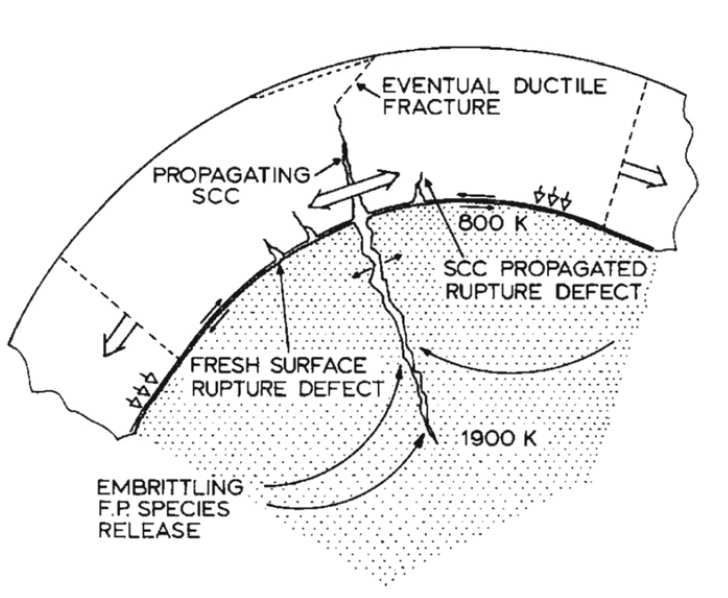 EVENTUAL DUCTILE
FRACTURE
PROPAGATING
SCC
800 K
SCC PROPAGATED
RUPTURE DEFECT
FRESH SURFACE
RUPTURE DEFECT
1900 K
EMBRITTLING
F.P. SPECIES
RELEASE